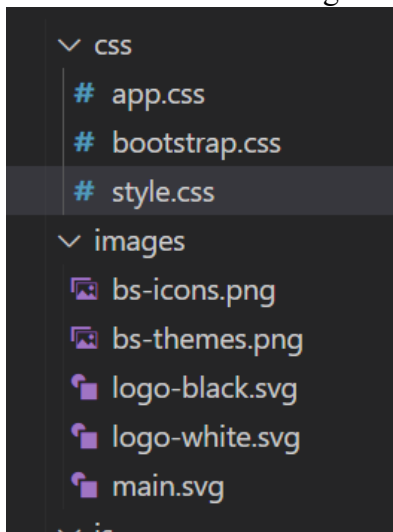 css
# app.css
# bootstrap.css
# style.css
images
bs-icons.png
bs-themes.png
logo-black.svg
logo-white.svg
main.svg